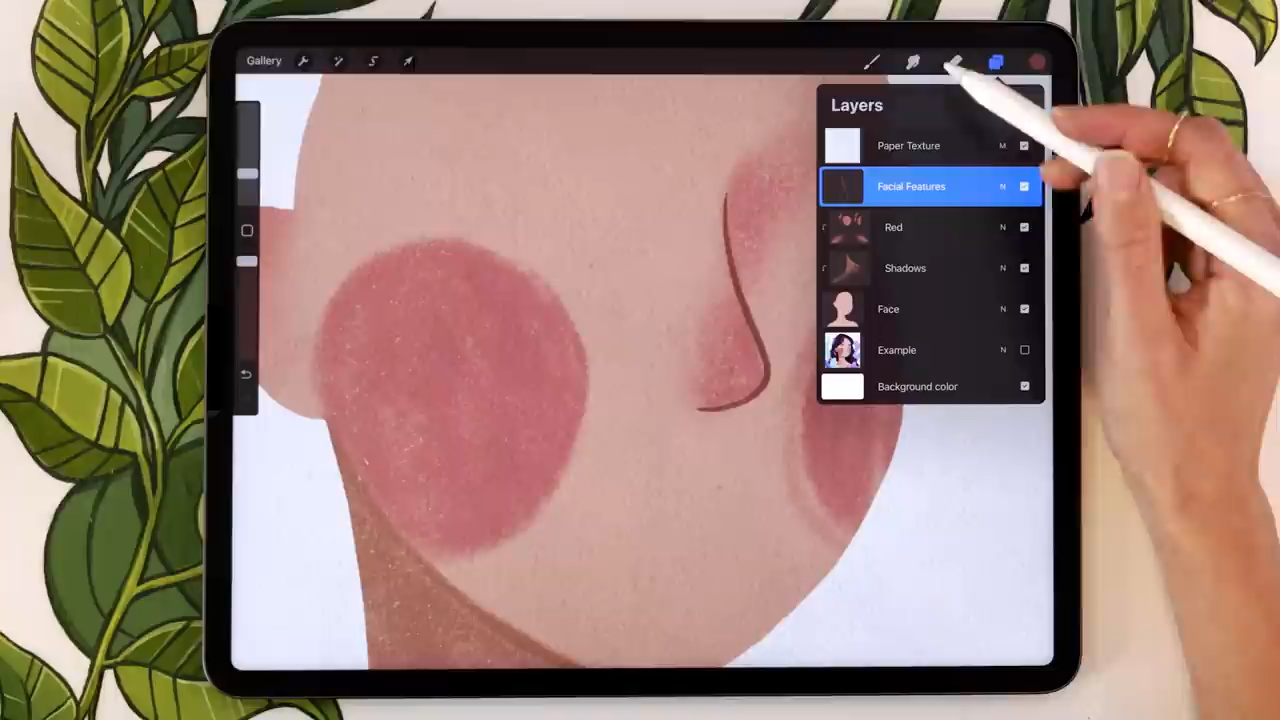 Gallery
Layers
Paper Texture M
Facial Features N
Red N
Shadows N
Face N
Example N
Background color